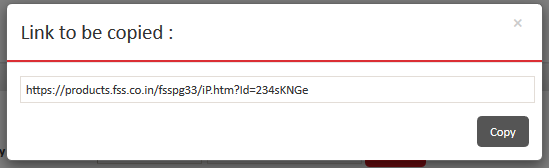 Link to be copied :
×
https://products.fss.co.in/fsspg33/iP.htm?Id=234sKNGe
Copy
y